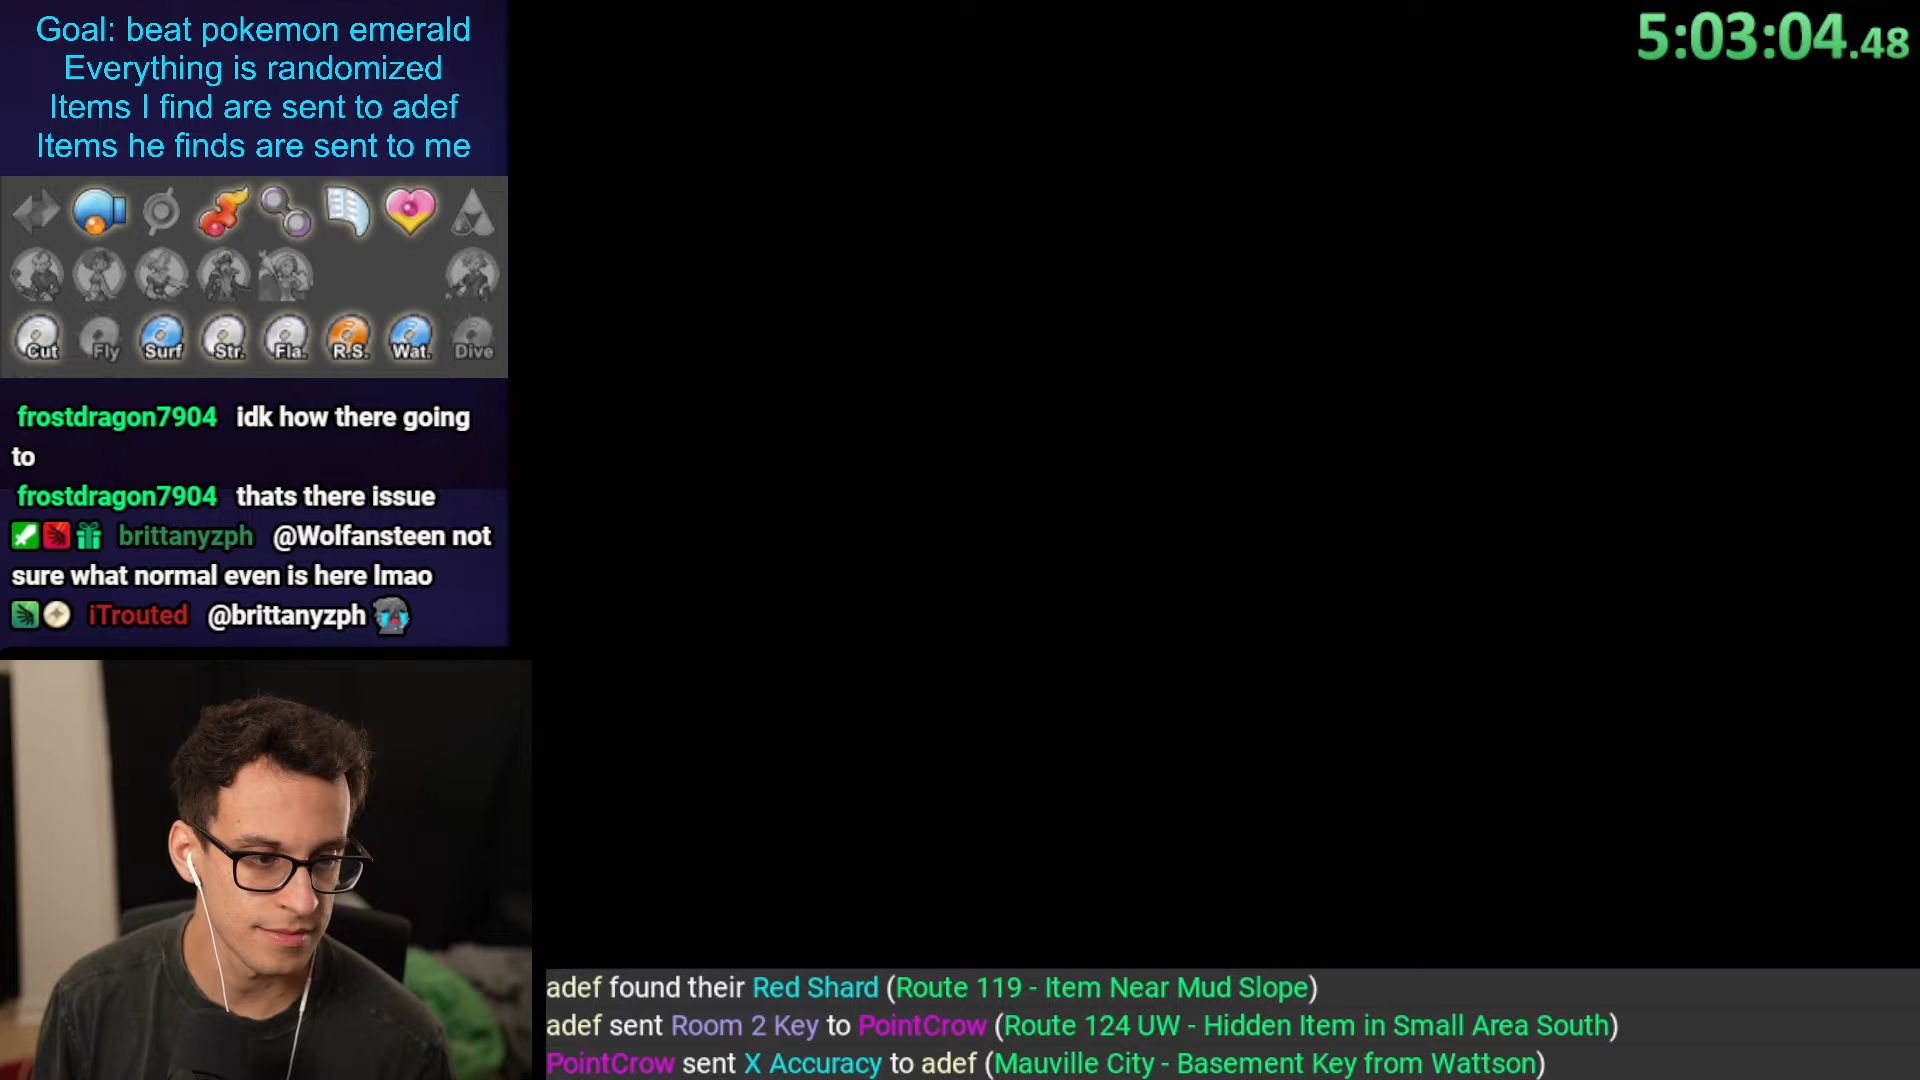 Goal: beat pokemon emerald
Everything is randomized
Items I find are sent to adef
Items he finds are sent to me
5:03:04.48
Cut Fly Surf Str. Fla. R.S. Wat. Dive
frostdragon7904 idk how there going
to
frostdragon7904 thats there issue
brittanyzph @Wolfansteen not
sure what normal even is here lmao
iTrouted @brittanyzph
adef found their Red Shard (Route 119 - Item Near Mud Slope)
adef sent Room 2 Key to PointCrow (Route 124 UW - Hidden Item in Small Area South)
PointCrow sent X Accuracy to adef (Mauville City - Basement Key from Wattson)